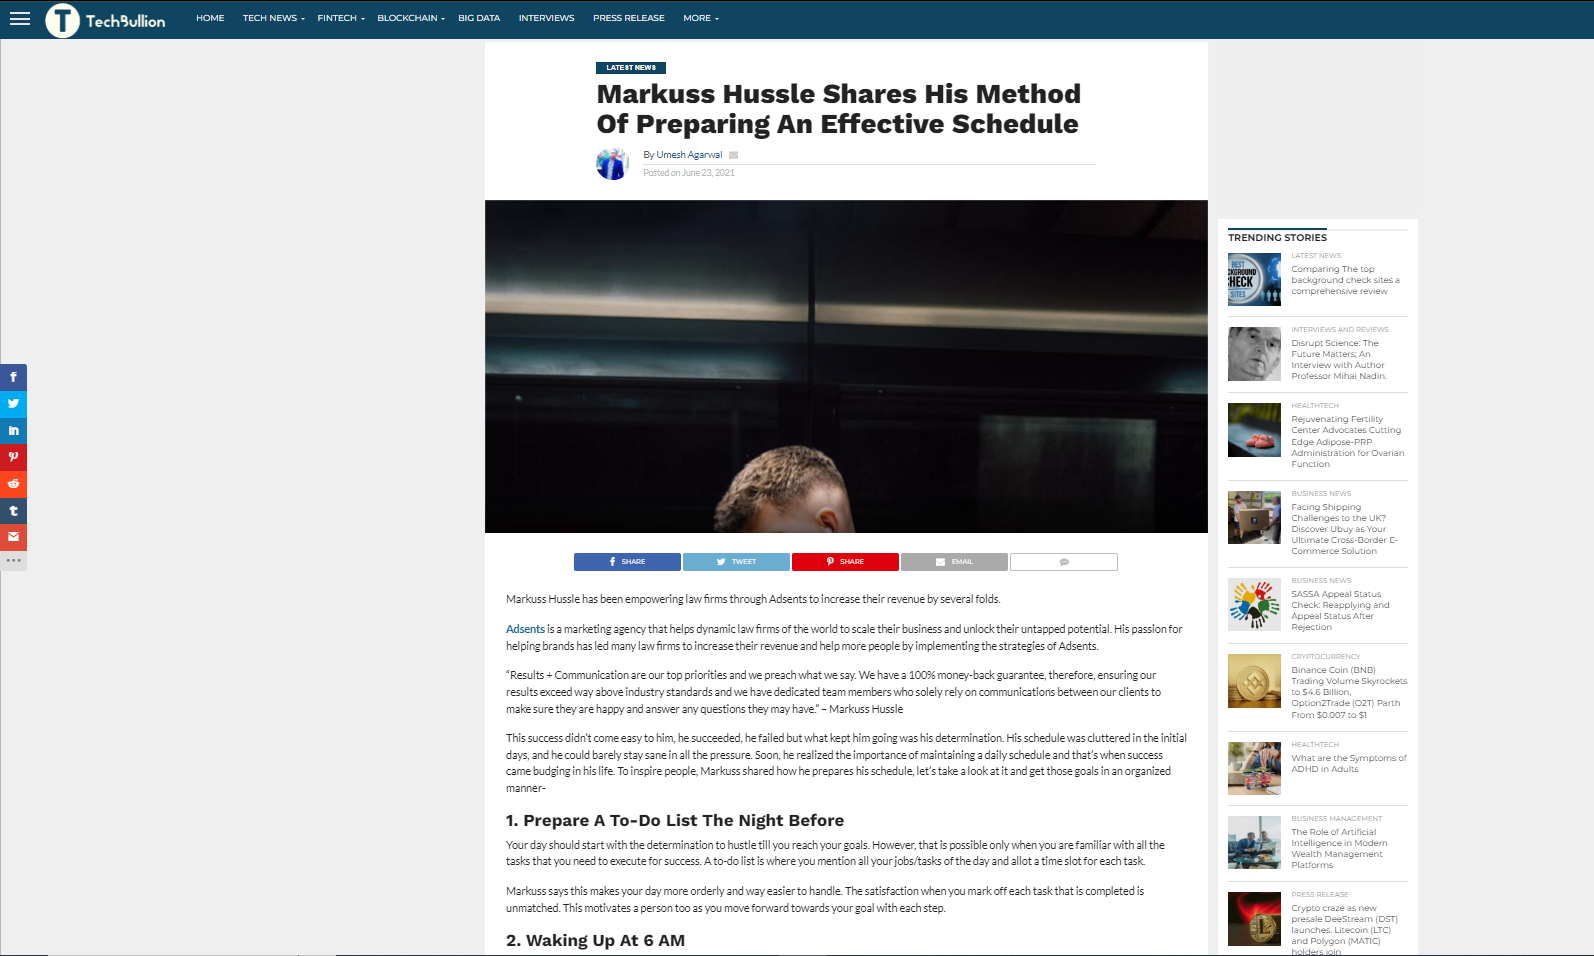 TechBullion
HOME
TECH NEWS
FINTECH
BLOCKCHAIN
BIG DATA
INTERVIEWS
PRESS RELEASE
MORE
LATEST NEWS
Markuss Hussle Shares His Method
Of Preparing An Effective Schedule
By Umesh Agarwal
Posted on June 23, 2021
SHARE
TWEET
SHARE
EMAIL
Markuss Hussle has been empowering law firms through Adsents to increase their revenue by several folds.
Adsents is a marketing agency that helps dynamic law firms of the world to scale their business and unlock their untapped potential. His passion for
helping brands has led many law firms to increase their revenue and help more people by implementing the strategies of Adsents.
“Results + Communication are our top priorities and we preach what we say. We have a 100% money-back guarantee, therefore, ensuring our
results exceed way above industry standards and we have dedicated team members who solely rely on communications between our clients to
make sure they are happy and answer any questions they may have.” – Markuss Hussle
This success didn’t come easy to him, he succeeded, he failed but what kept him going was his determination. His schedule was cluttered in the initial
days, and he could barely stay sane in all the pressure. Soon, he realized the importance of maintaining a daily schedule and that’s when success
came budging in his life. To inspire people, Markuss shared how he prepares his schedule, let’s take a look at it and get those goals in an organized
manner-
1. Prepare A To-Do List The Night Before
Your day should start with the determination to hustle till you reach your goals. However, that is possible only when you are familiar with all the
tasks that you need to execute for success. A to-do list is where you mention all your jobs/tasks of the day and allot a time slot for each task.
Markuss says this makes your day more orderly and way easier to handle. The satisfaction when you mark off each task that is completed is
unmatched. This motivates a person too as you move forward towards your goal with each step.
2. Waking Up At 6 AM
TRENDING STORIES
BEST
CKGROUND
HECK
SITES
LATEST NEWS
Comparing The top
background check sites a
comprehensive review
INTERVIEWS AND REVIEWS
Disrupt Science: The
Future Matters; An
Interview with Author
Professor Mihai Nadin.
HEALTHTECH
Rejuvenating Fertility
Center Advocates Cutting
Edge Adipose-PRP
Administration for Ovarian
Function
BUSINESS NEWS
Facing Shipping
Challenges to the UK?
Discover Ubuy as Your
Ultimate Cross-Border E-
Commerce Solution
BUSINESS NEWS
SASSA Appeal Status
Check: Reapplying and
Appeal Status After
Rejection
CRYPTOCURRENCY
Binance Coin (BNB)
Trading Volume Skyrockets
to $4.6 Billion,
Option2Trade (O2T) Parth
From $0.007 to $1
HEALTHTECH
What are the Symptoms of
ADHD in Adults
BUSINESS MANAGEMENT
The Role of Artificial
Intelligence in Modern
Wealth Management
Platforms
PRESS RELEASE
Crypto craze as new
presale DeeStream (DST)
launches. Litecoin (LTC)
and Polygon (MATIC)
holders join